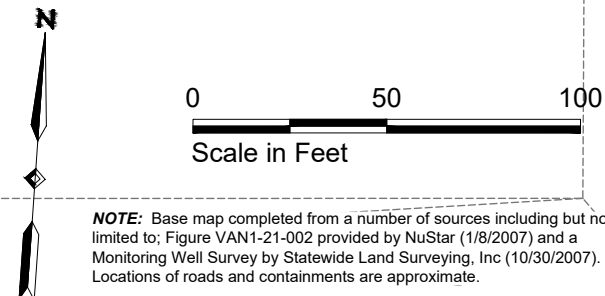 N
0 50 100
Scale in Feet
NOTE: Base map completed from a number of sources including but no
limited to; Figure VAN1-21-002 provided by NuStar (1/8/2007) and a
Monitoring Well Survey by Statewide Land Surveying, Inc (10/30/2007).
Locations of roads and containments are approximate.